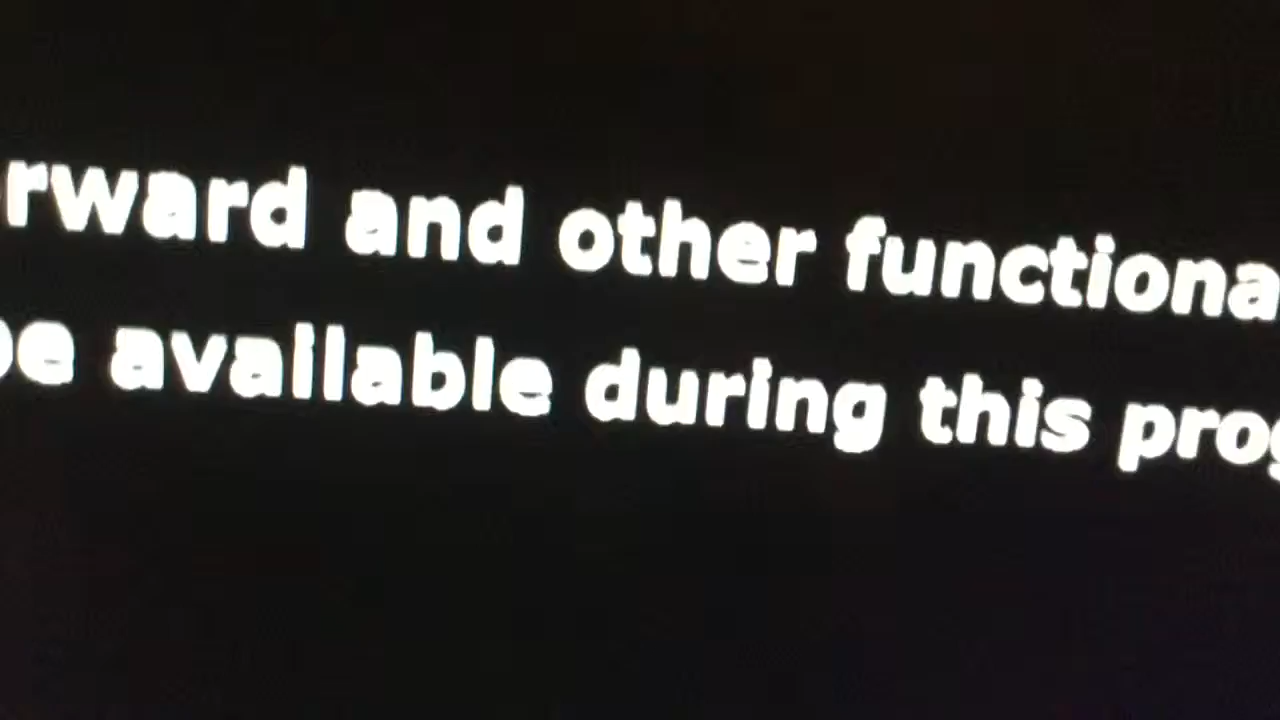 rward and other functiona
be available during this prog